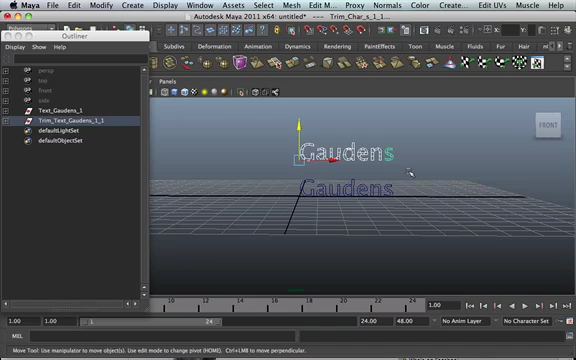 Maya File Edit Modify Create Display Window Assets Select Mesh Edit M... Proxy Normals Color Create... Edit UVs Muscle
Autodesk Maya 2011 x64: untitled* --- Trim_Char_s_1_1...
Outliner
Display Show Help
persp
top
front
side
Text_Gaudens_1
Trim_Text_Gaudens_1_1
defaultLightSet
defaultObjectSet
Subdivs Deformation Animation Dynamics Rendering PaintEffects Toon Muscle Fluids Fur Hair
Panels
FRONT
Gaudens
Gaudens
10 12 14 16 18 20 22 24
1.00
1.00 1.00 1 24 24.00 48.00 No Anim Layer No Character Set
MEL
Move Tool: Use manipulator to move object(s). Use edit mode to change pivot (HOME). Ctrl+LMB to move perpendicular.